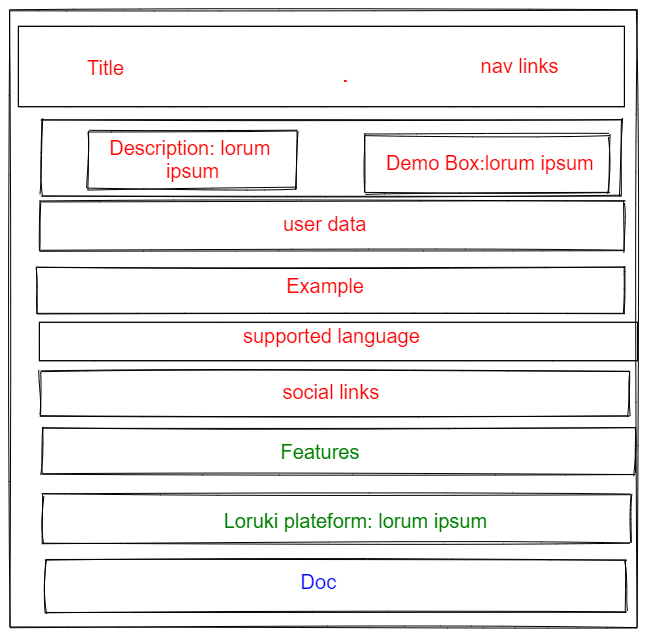 Title
nav links
Description: lorum
ipsum
Demo Box:lorum ipsum
user data
Example
supported language
social links
Features
Loruki plateform: lorum ipsum
Doc